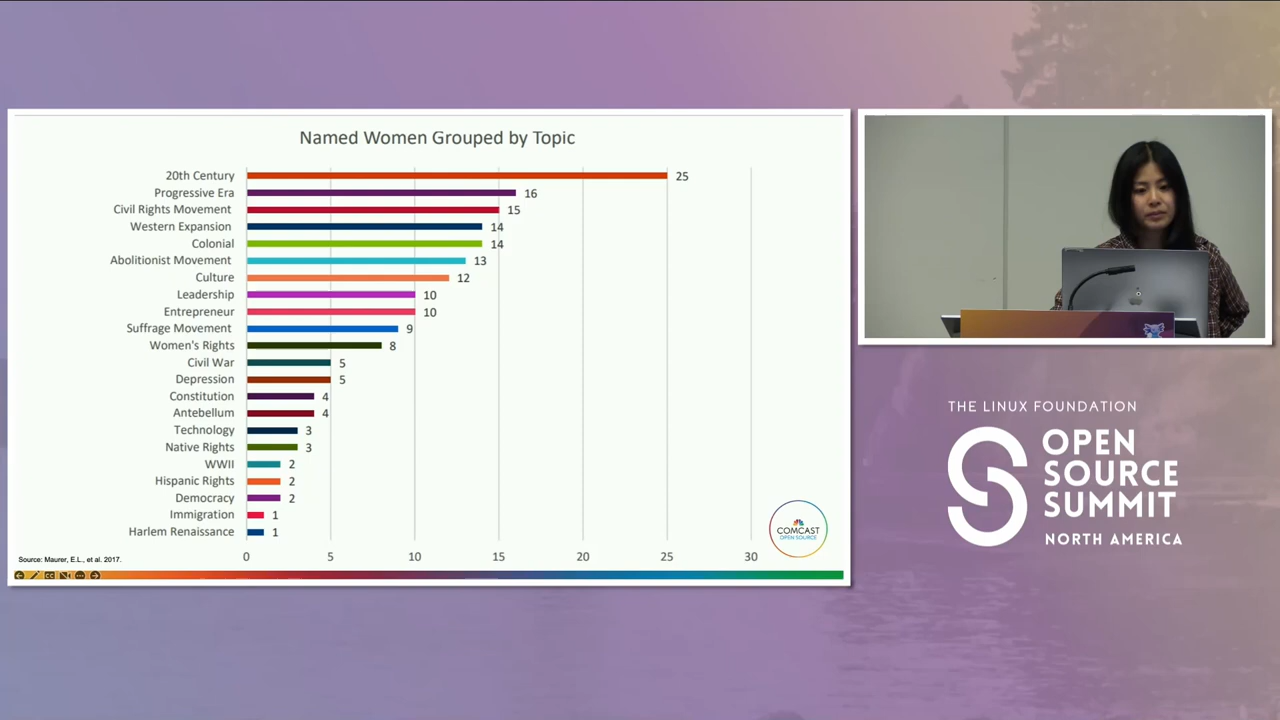 Named Women Grouped by Topic
20th Century 25
Progressive Era 16
Civil Rights Movement 15
Western Expansion 14
Colonial 14
Abolitionist Movement 13
Culture 12
Leadership 10
Entrepreneur 10
Suffrage Movement 9
Women's Rights 8
Civil War 5
Depression 5
Constitution 4
Antebellum 4
Technology 3
Native Rights 3
WWII 2
Hispanic Rights 2
Democracy 2
Immigration 1
Harlem Renaissance 1
0 5 10 15 20 25 30
Source: Maurer, E.L., et al. 2017.
COMCAST
OPEN SOURCE
THE LINUX FOUNDATION
OPEN
SOURCE
SUMMIT
NORTH AMERICA